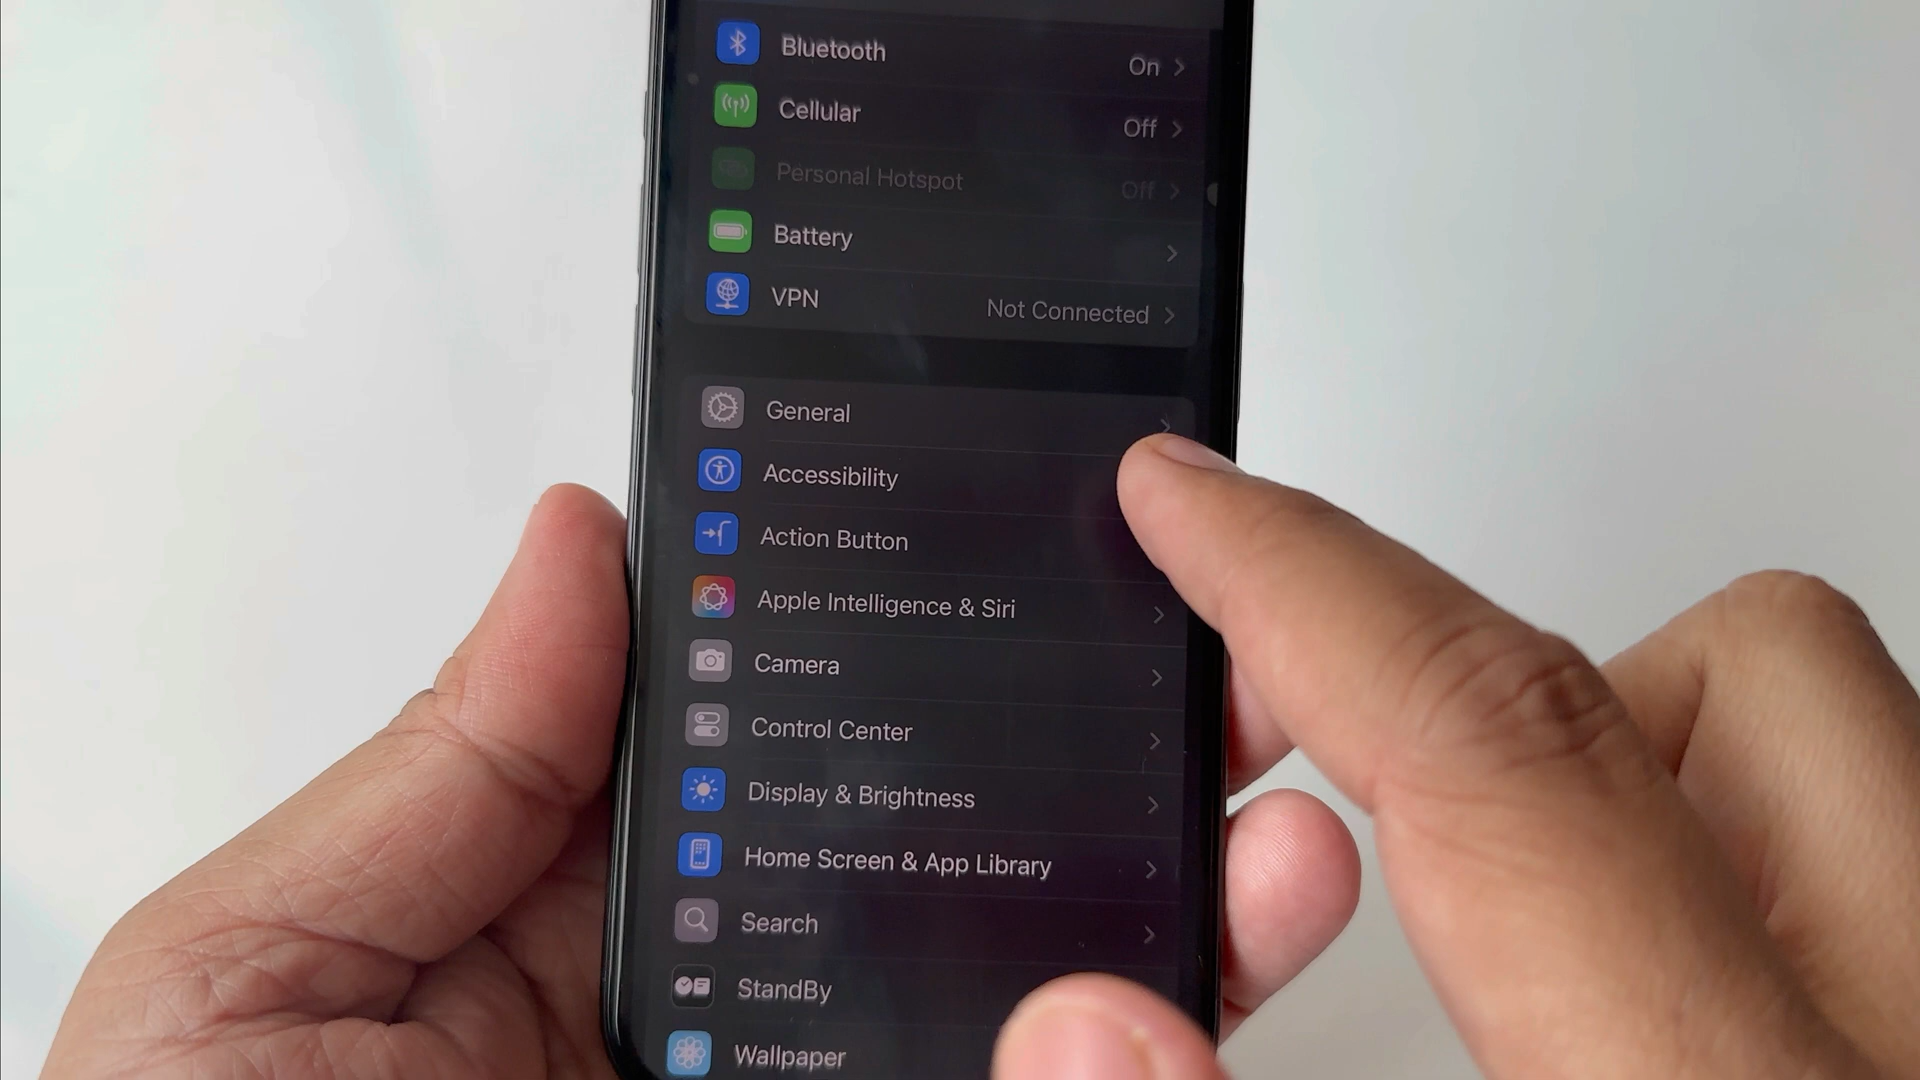 Bluetooth On
Cellular Off
Personal Hotspot Off
Battery
VPN Not Connected
General
Accessibility
Action Button
Apple Intelligence & Siri
Camera
Control Center
Display & Brightness
Home Screen & App Library
Search
StandBy
Wallpaper